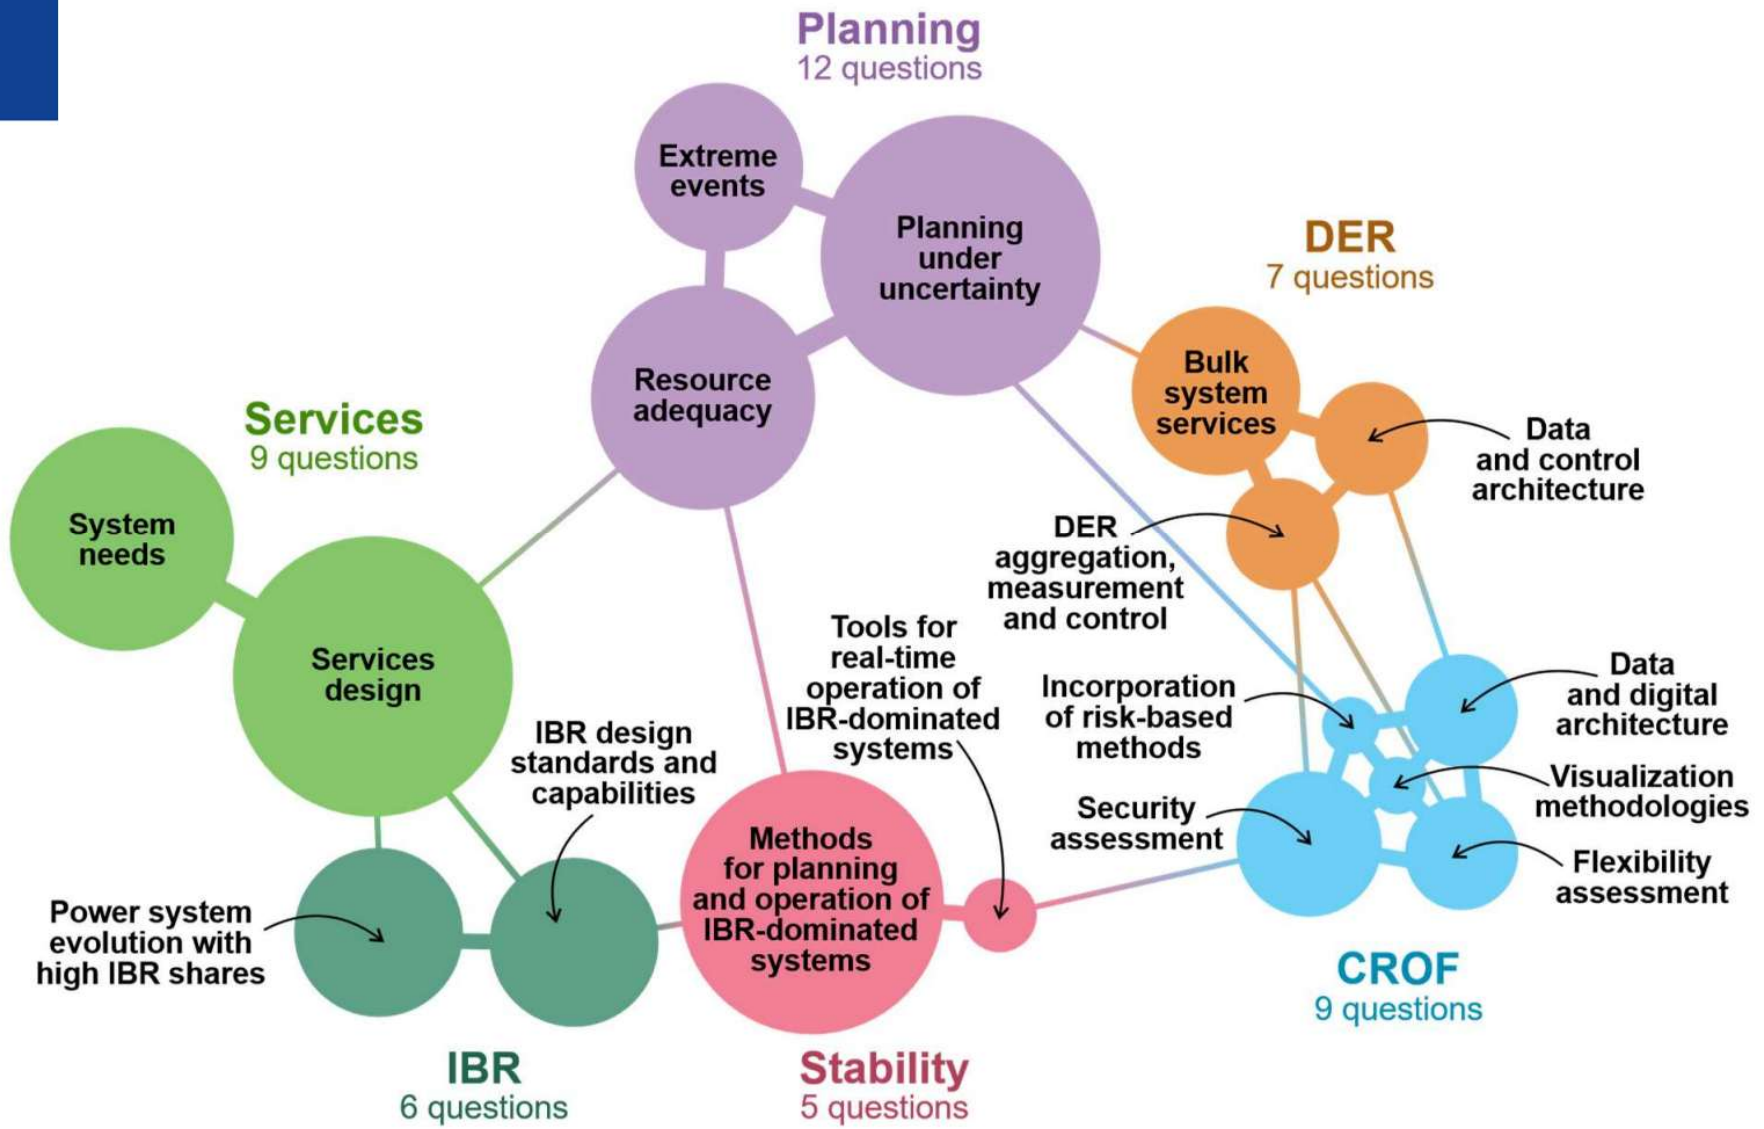 Planning
12 questions
Extreme
events
Planning
under
uncertainty
Resource
adequacy
DER
7 questions
Bulk
system
services
Data
and control
architecture
DER
aggregation,
measurement
and control
Services
9 questions
System
needs
Services
design
IBR design
standards and
capabilities
Power system
evolution with
high IBR shares
IBR
6 questions
Tools for
real-time
operation of
IBR-dominated
systems
Methods
for planning
and operation of
IBR-dominated
systems
Stability
5 questions
Incorporation
of risk-based
methods
Security
assessment
Data
and digital
architecture
Visualization
methodologies
Flexibility
assessment
CROF
9 questions